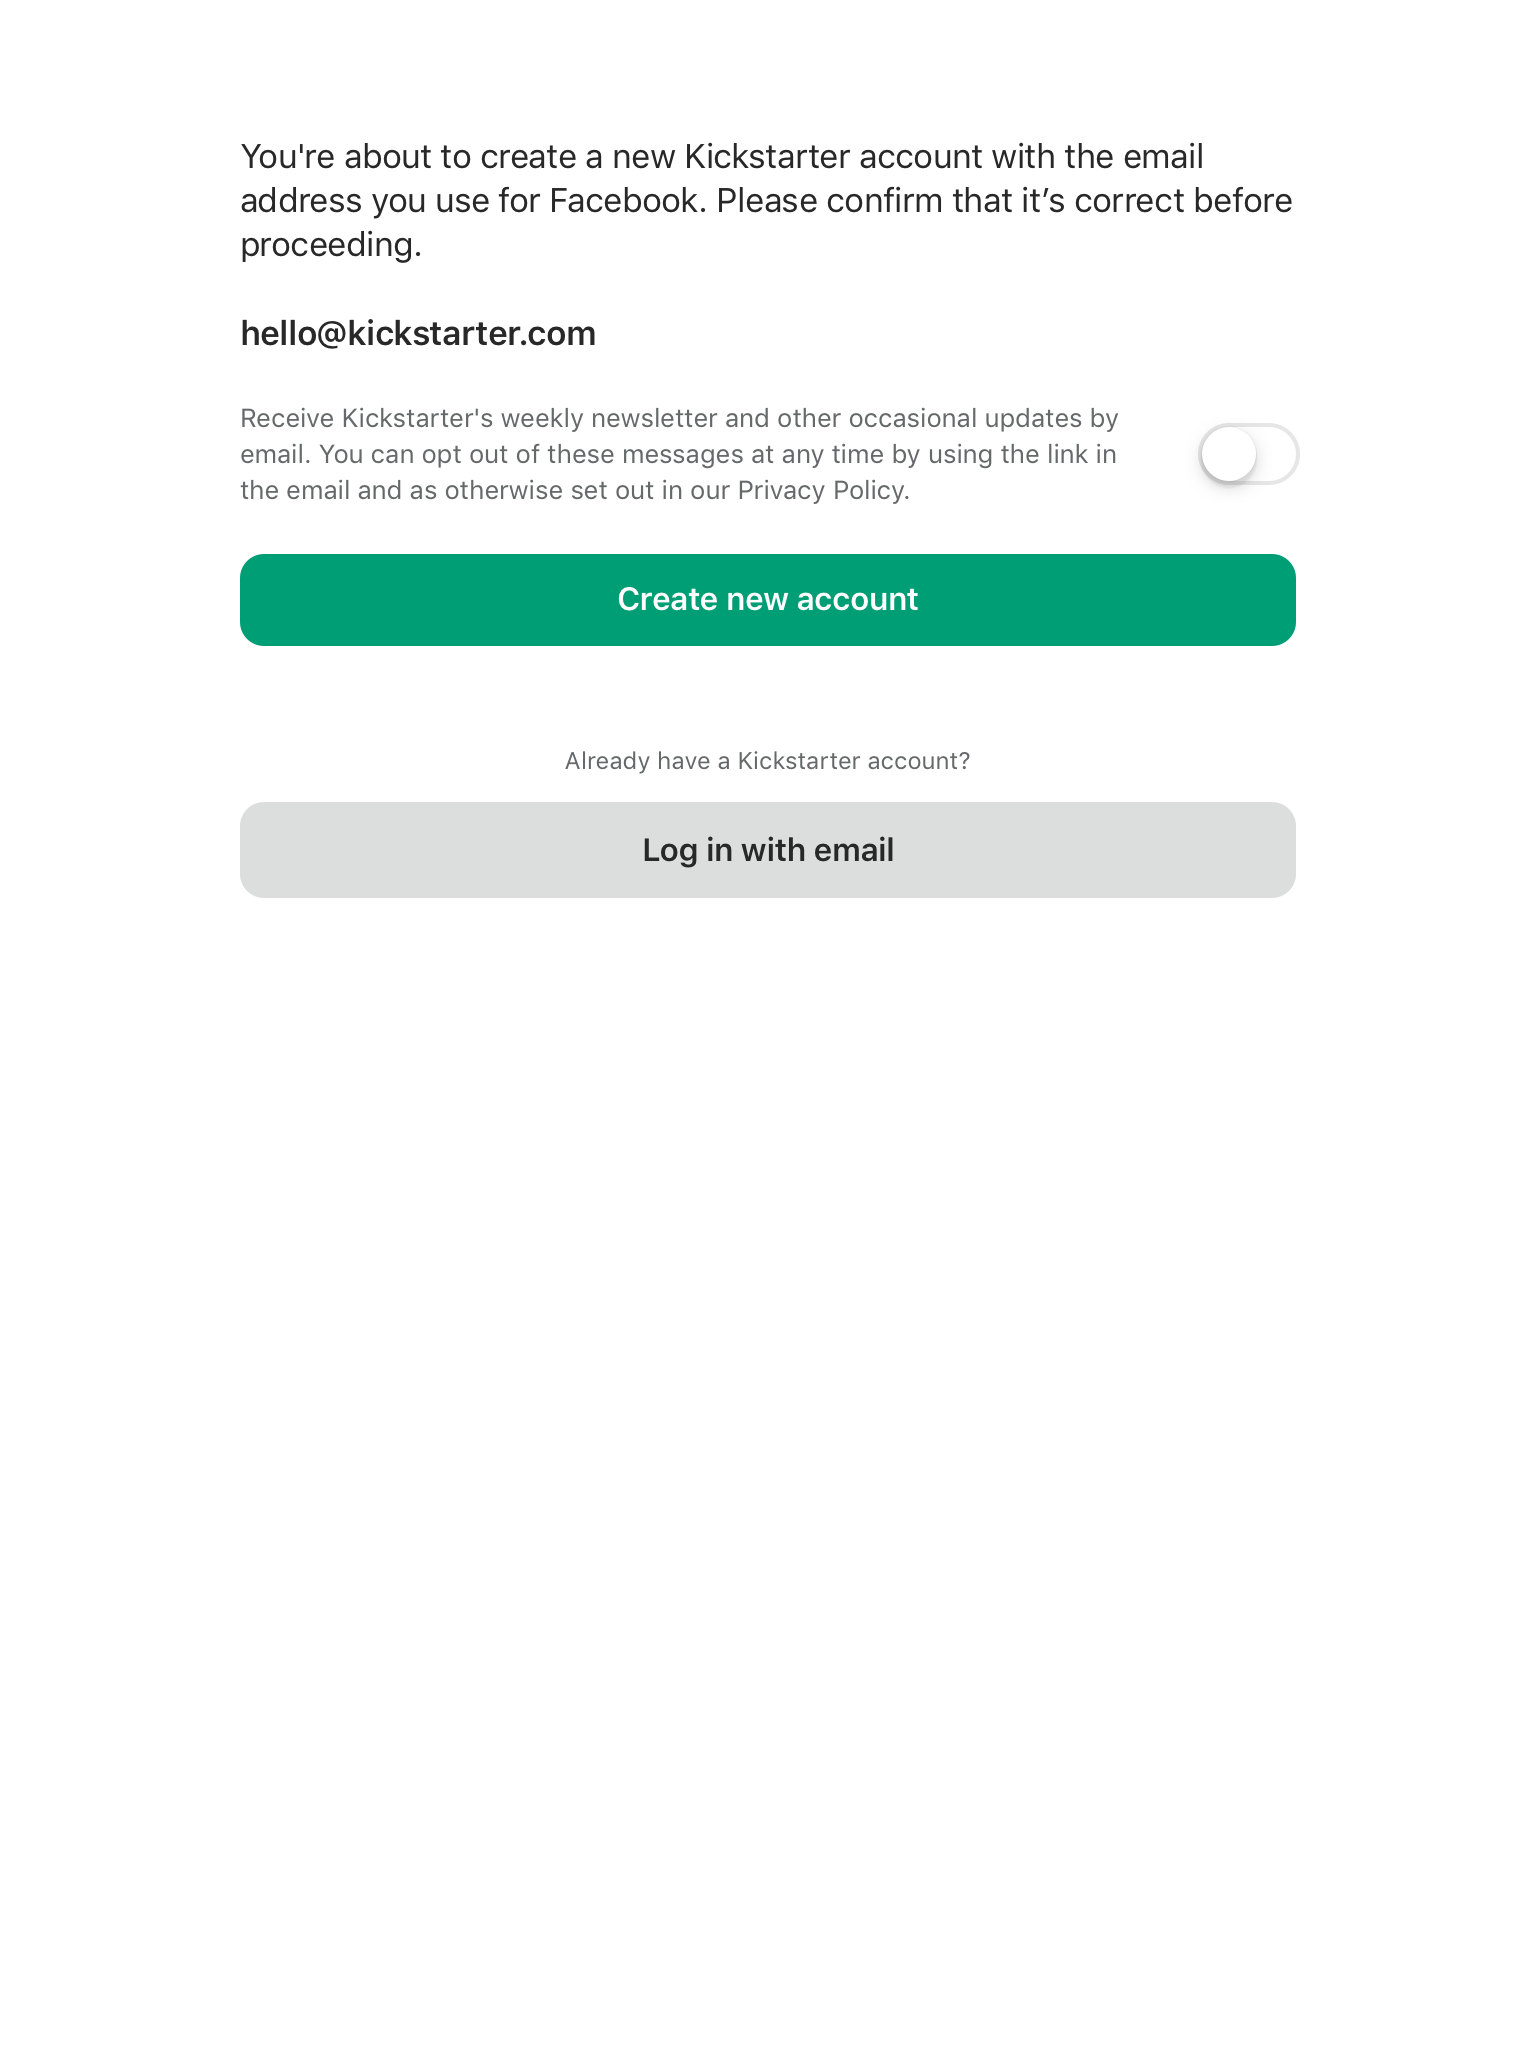 You're about to create a new Kickstarter account with the email
address you use for Facebook. Please confirm that it’s correct before
proceeding.
hello@kickstarter.com
Receive Kickstarter's weekly newsletter and other occasional updates by
email. You can opt out of these messages at any time by using the link in
the email and as otherwise set out in our Privacy Policy.
Create new account
Already have a Kickstarter account?
Log in with email